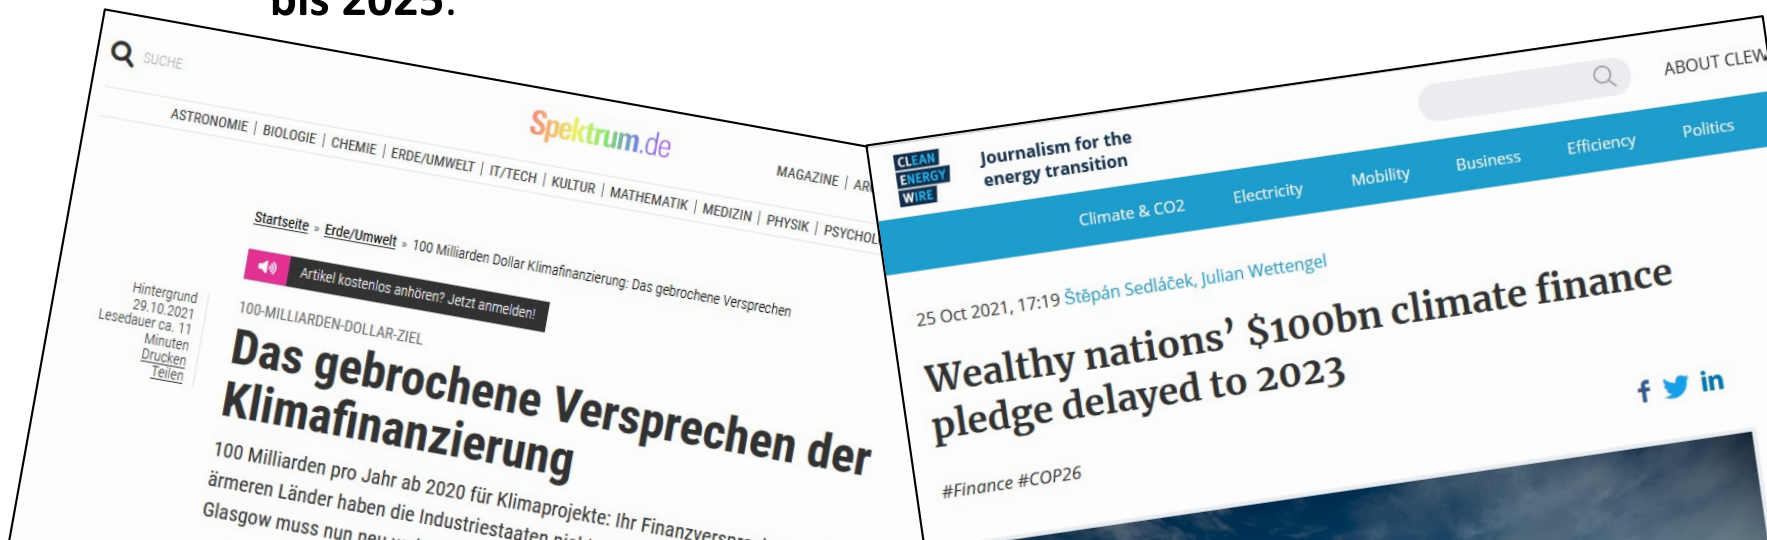 bis 2025.
SUCHE
Spektrum.de
ASTRONOMIE | BIOLOGIE | CHEMIE | ERDE/UMWELT | IT/TECH | KULTUR | MATHEMATIK | MEDIZIN | PHYSIK |
MAGAZINE |
Startseite » Erde/Umwelt » 100 Milliarden Dollar Klimafinanzierung: Das gebrochene Versprechen
Artikel kostenlos anhören? Jetzt anmelden!
Hintergrund
29.10.2021
Lesedauer ca. 11
Minuten
Drucken
Teilen
100-MILLIARDEN-DOLLAR-ZIEL
Das gebrochene Versprechen der
Klimafinanzierung
100 Milliarden pro Jahr ab 2020 für Klimaprojekte: Ihr
ärmeren Länder haben die Industriestaaten
Glasgow muss nun neu
ABOUT CLEW
CLEAN
ENERGY
WIRE
Journalism for the
energy transition
Climate & CO2 Electricity Mobility Business Efficiency Politics
25 Oct 2021, 17:19 Štěpán Sedláček, Julian Wettengel
Wealthy nations' $100bn climate finance
pledge delayed to 2023
f in
#Finance #COP26